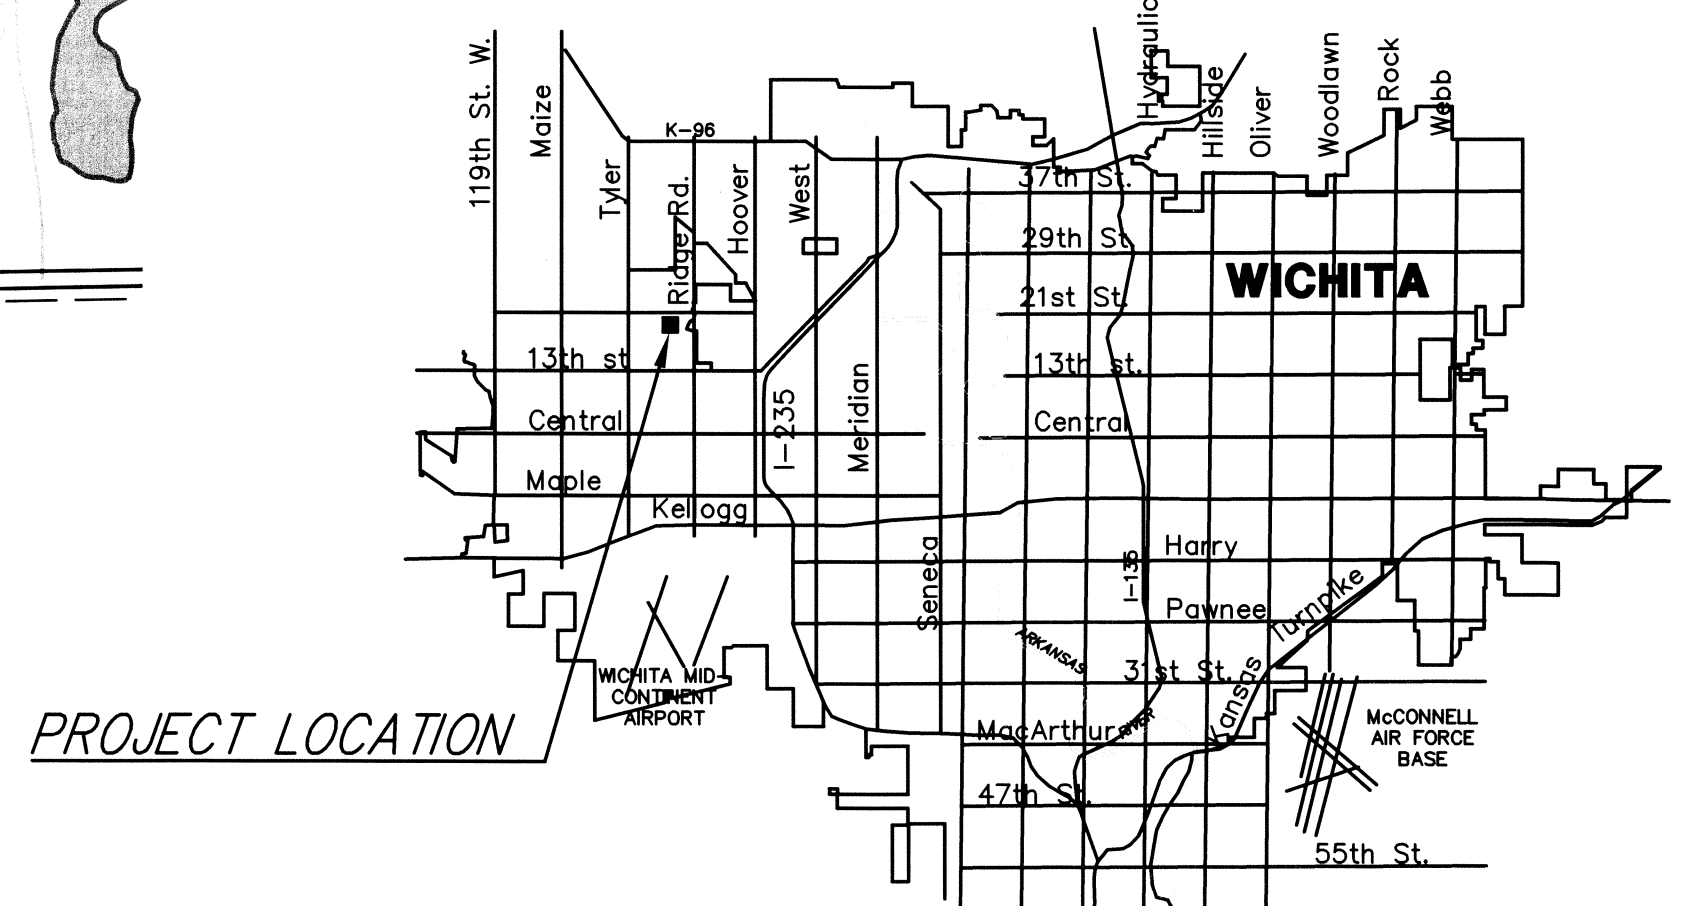 119th St. W.
Maize
K-96
Tyler
Ridge Rd.
Hoover
West
Hydraulic
Hillside
Oliver
Woodlawn
Rock
Webb
37th St.
29th St.
WICHITA
21st St.
13th st
13th st.
Central
Central
I-235
Meridian
Maple
Kellogg
Seneca
I-135
Harry
Pawnee
Turnpike
Kansas
ARKANSAS
RIVER
31st St.
WICHITA MID-
CONTINENT
AIRPORT
PROJECT LOCATION
MacArthur
McCONNELL
AIR FORCE
BASE
47th St.
55th St.